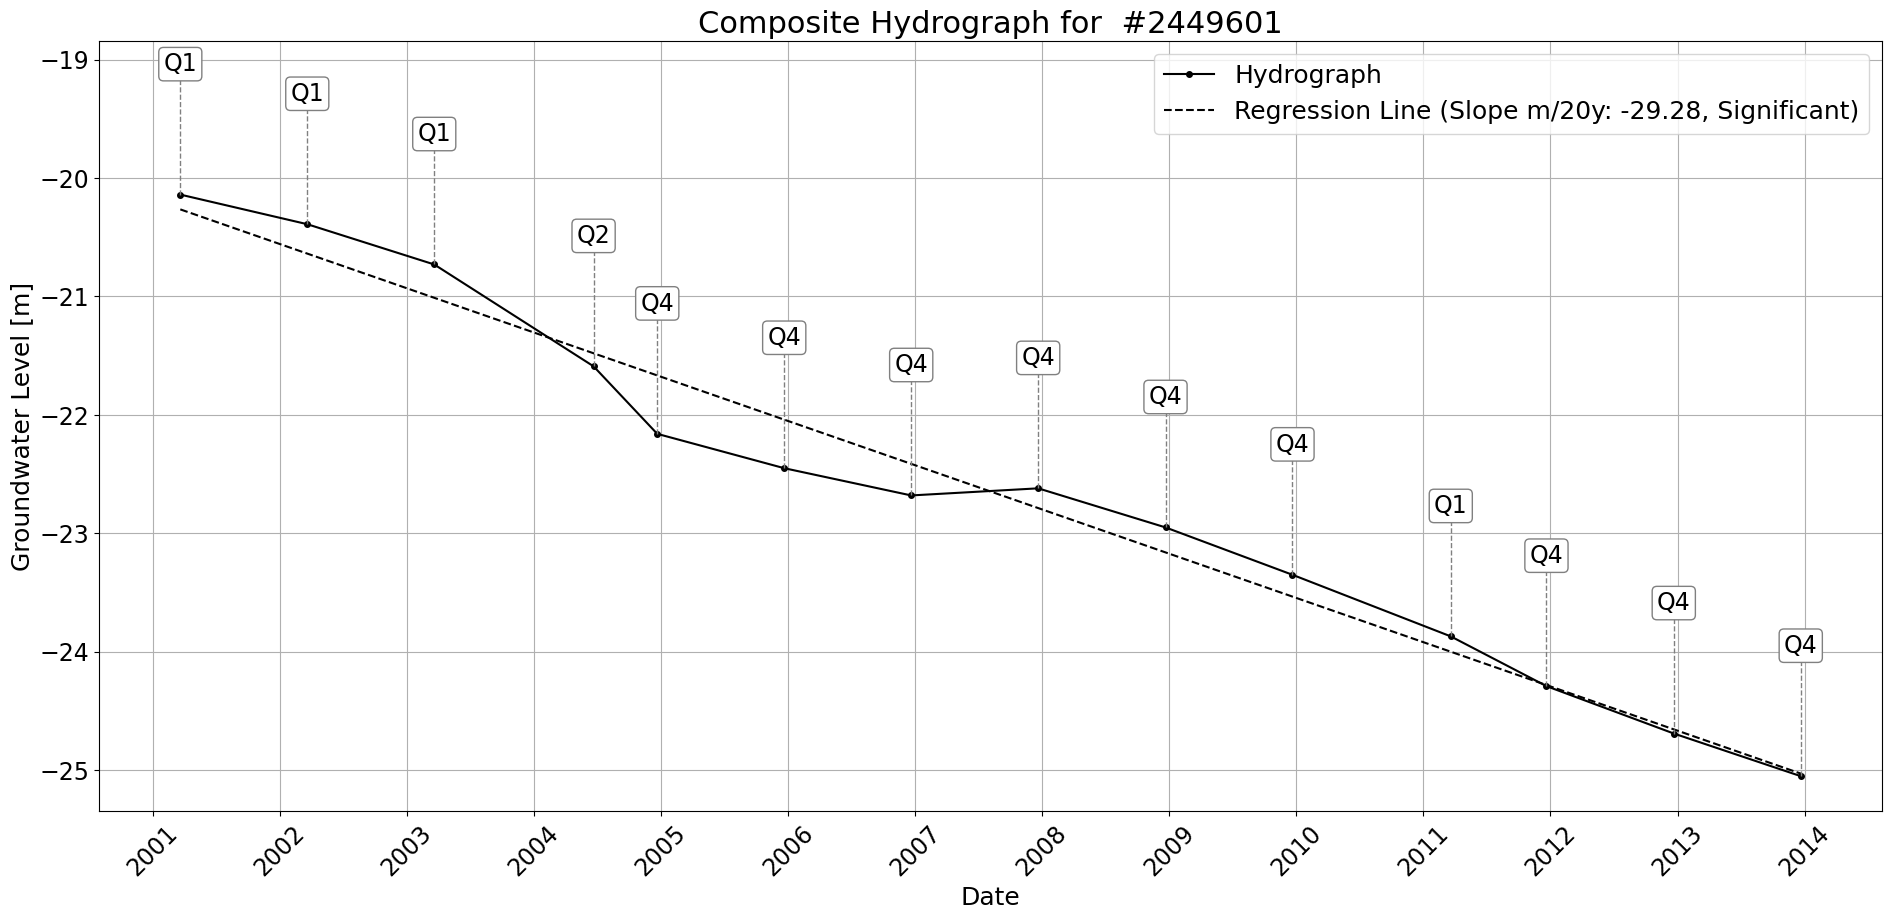 Composite Hydrograph for  #2449601
Hydrograph
Regression Line (Slope m/20y: -29.28, Significant)
Groundwater Level [m]
−19
−20
−21
−22
−23
−24
−25
Q1
Q1
Q1
Q2
Q4
Q4
Q4
Q4
Q4
Q4
Q1
Q4
Q4
Q4
2001
2002
2003
2004
2005
2006
2007
2008
2009
2010
2011
2012
2013
2014
Date